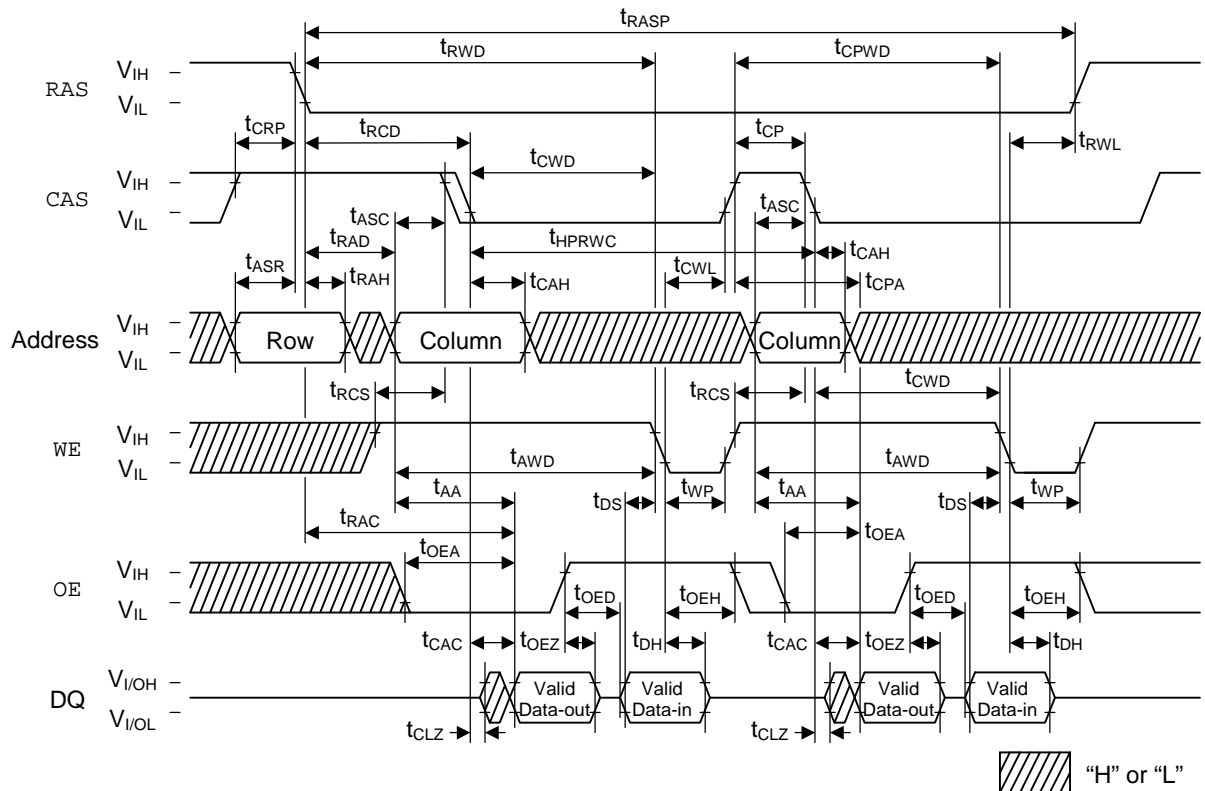 tRASP
tRWD
tCPWD
RAS
VIH
VIL
tCRP
tRCD
tCP
tRWL
tCWD
CAS
VIH
VIL
tASC
tASC
tRAD
tHPRWC
tCAH
tASR
tRAH
tCAH
tCWL
tCPA
Address
VIH
VIL
Row
Column
Column
tRCS
tRCS
tCWD
WE
VIH
VIL
tAWD
tAWD
tAA
tDS
tWP
tAA
tDS
tWP
tRAC
tOEA
tOEA
OE
VIH
VIL
tOED
tOEH
tOED
tOEH
tCAC
tOEZ
tDH
tCAC
tOEZ
tDH
DQ
VI/OH
VI/OL
Valid Data-out
Valid Data-in
Valid Data-out
Valid Data-in
tCLZ
tCLZ
“H” or “L”